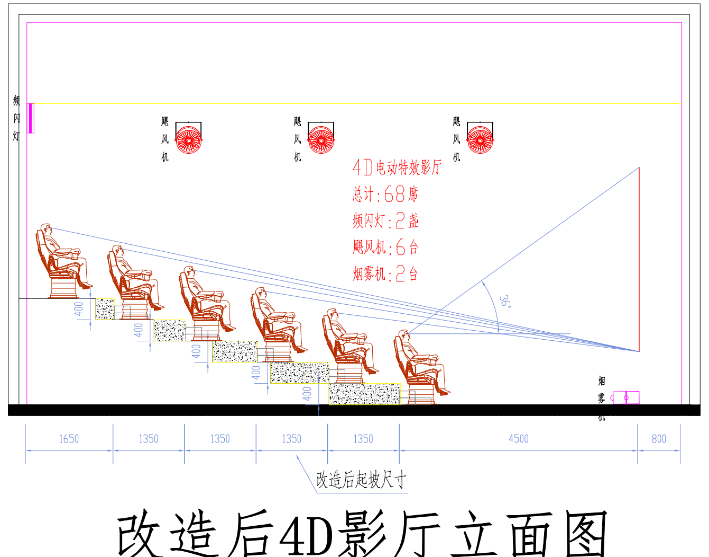 频闪灯
飓风机
飓风机
飓风机
4D电动特效影厅
总计:68席
频闪灯:2盏
飓风机:6台
烟雾机:2台
36°
400
400
400
400
400
烟雾机
1650 1350 1350 1350 1350 4500 800
改造后起坡尺寸
改造后4D影厅立面图